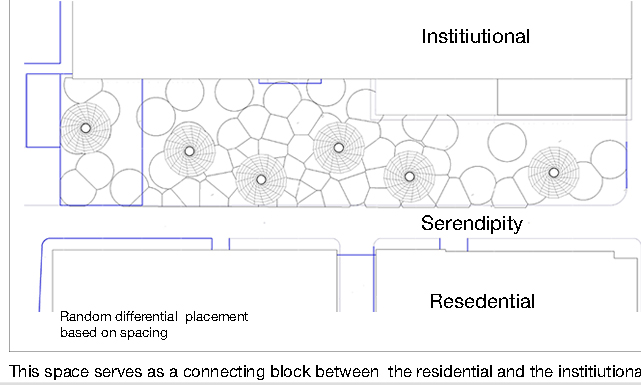 Institiutional
Serendipity
Resedential
Random differential placement
based on spacing
This space serves as a connecting block between the residential and the institiutiona